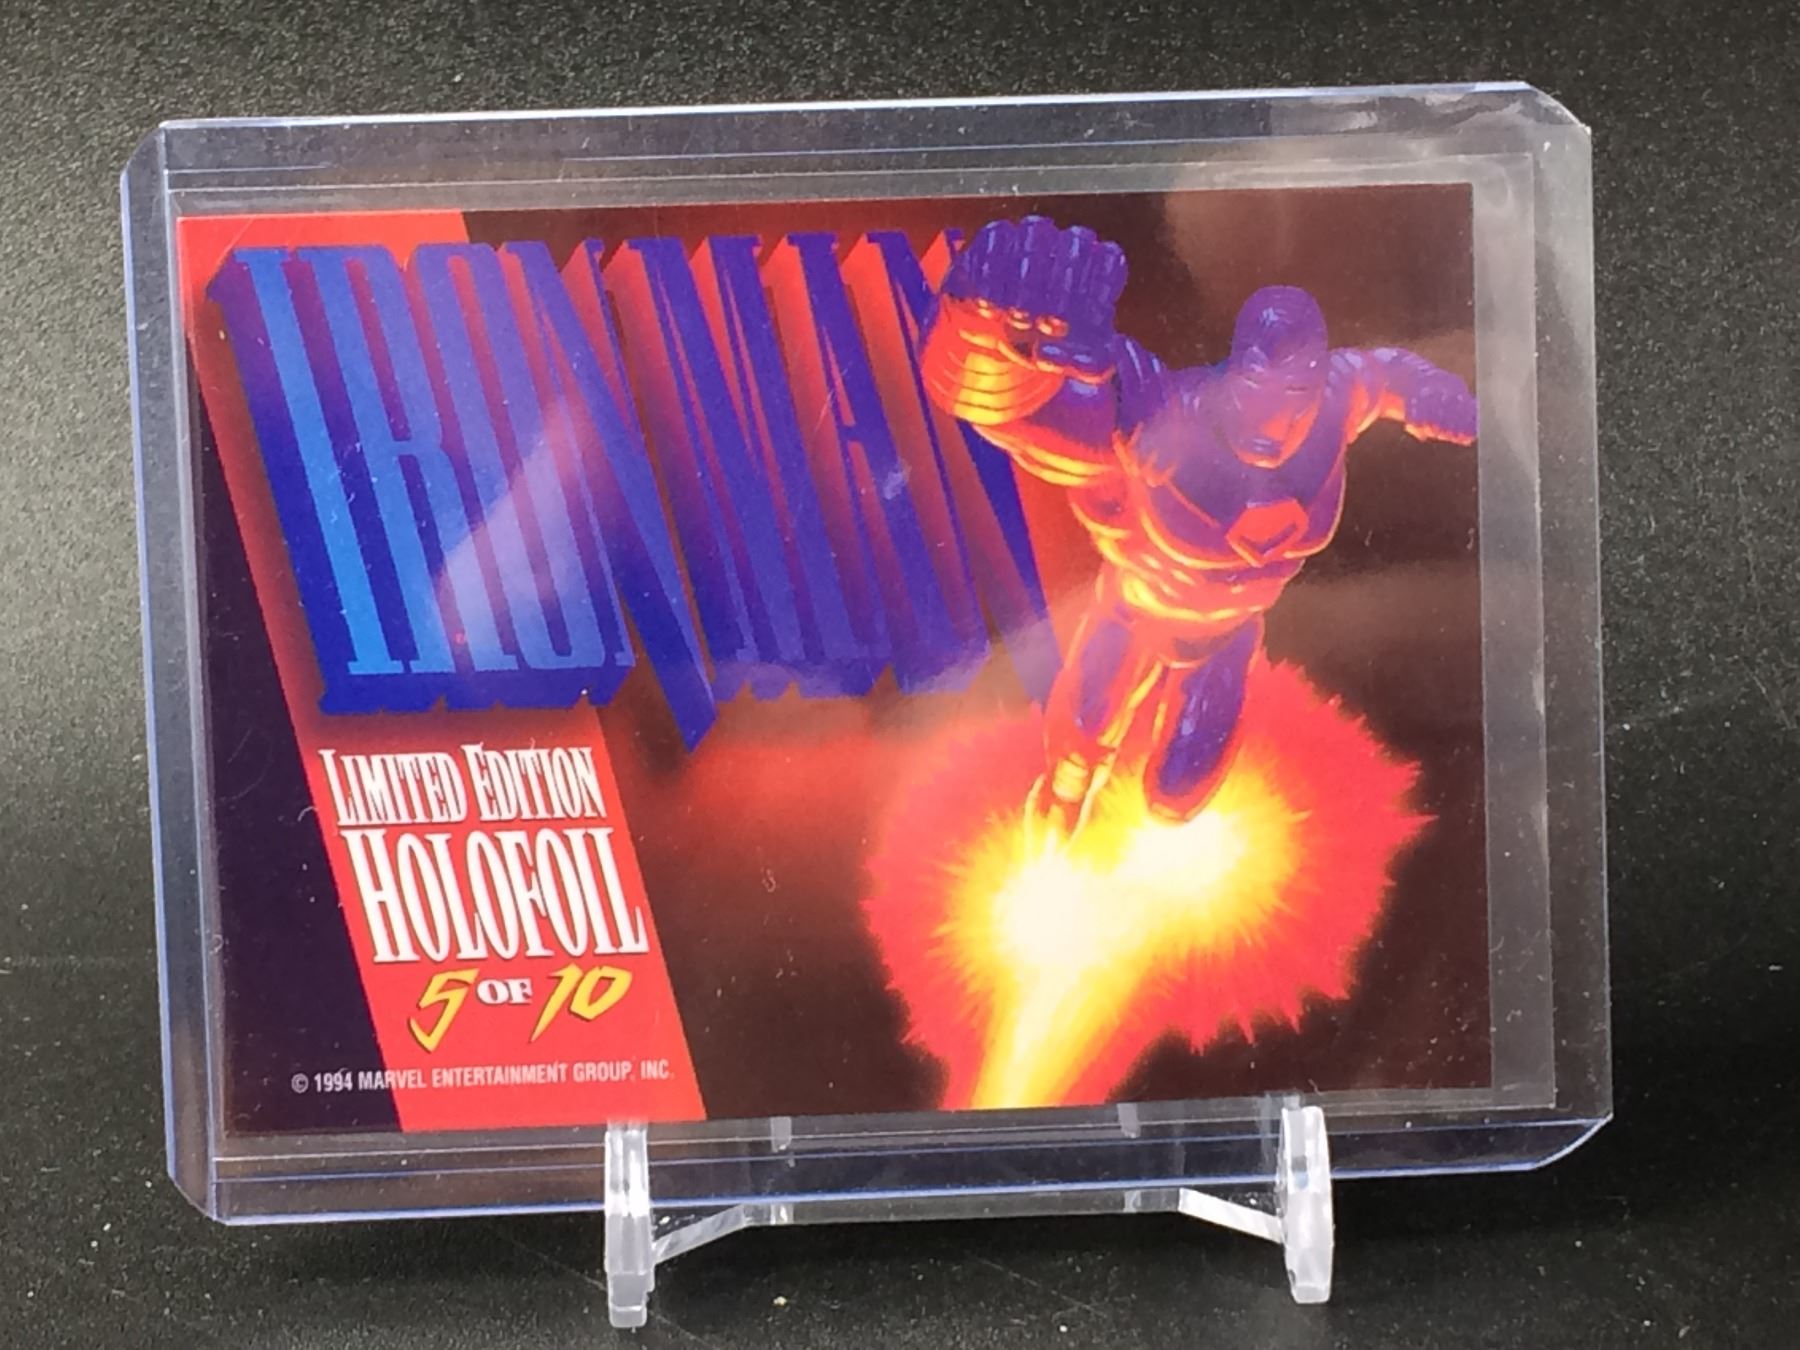 IRON MAN
LIMITED EDITION
HOLOFOIL
5 OF 10
© 1994 MARVEL ENTERTAINMENT GROUP, INC.